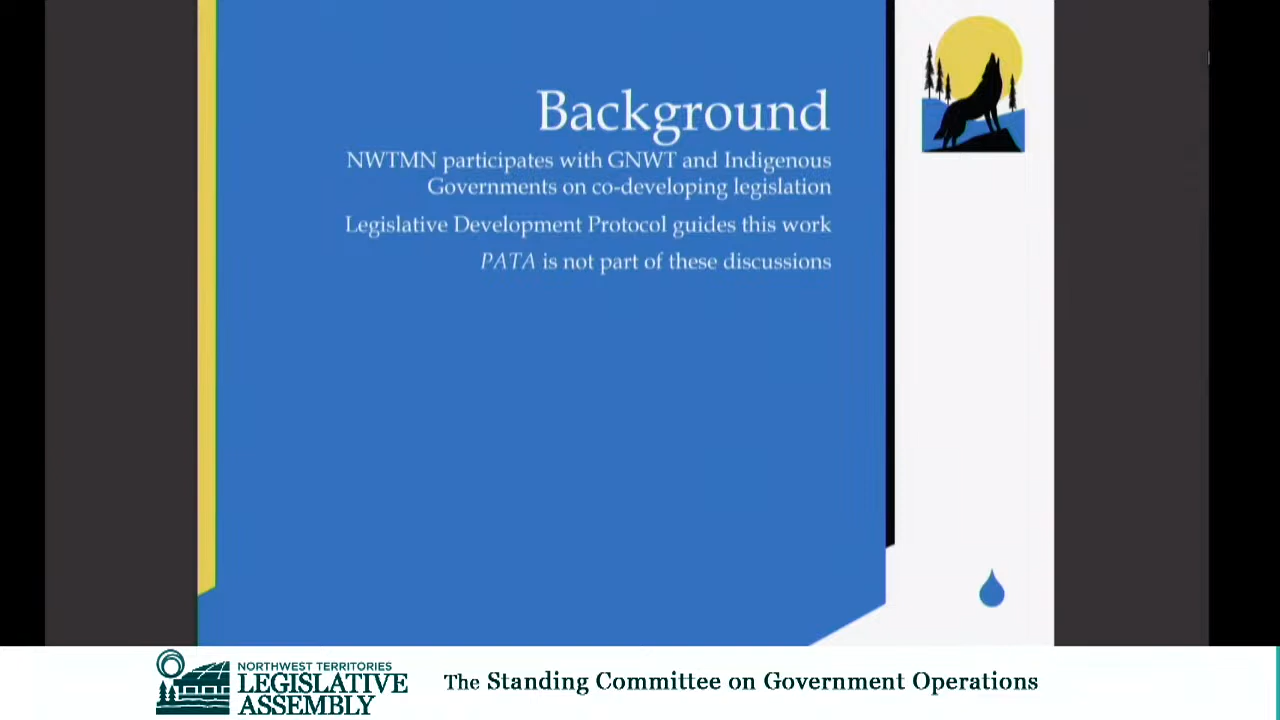 Background
NWTMN participates with GNWT and Indigenous
Governments on co-developing legislation
Legislative Development Protocol guides this work
PATA is not part of these discussions
NORTHWEST TERRITORIES
LEGISLATIVE
ASSEMBLY
The Standing Committee on Government Operations